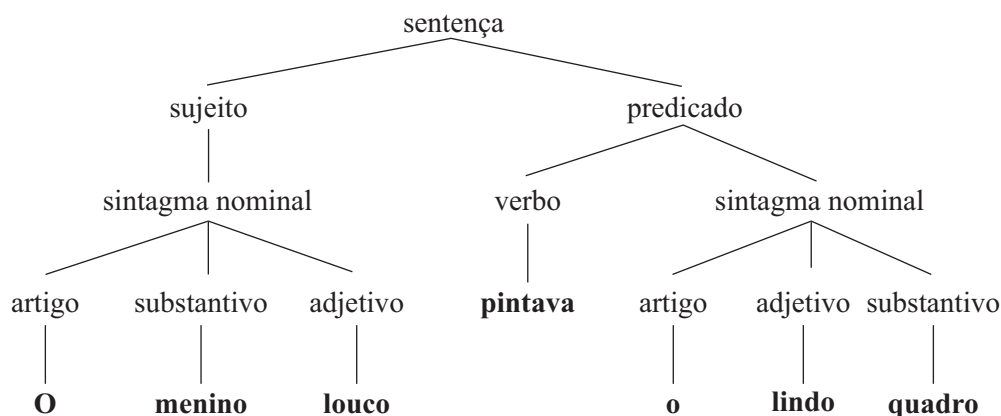 sentença
sujeito predicado
sintagma nominal verbo sintagma nominal
artigo substantivo adjetivo pintava artigo adjetivo substantivo
O menino louco o lindo quadro